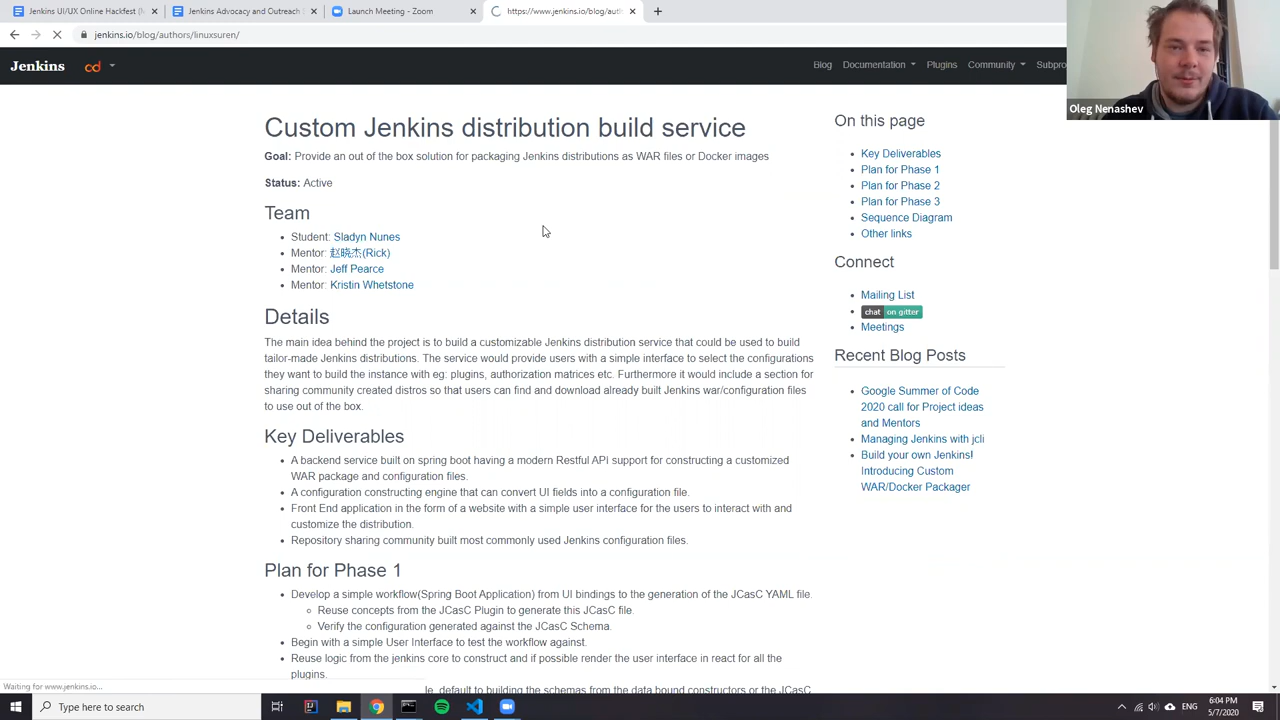 Jenkins UI/UX Online Hackfest (
Jenkins Advocacy and Outreach
Launch Meeting - Zoom
https://www.jenkins.io/blog/aut
jenkins.io/blog/authors/linuxsuren/
Jenkins
cd
Blog
Documentation
Plugins
Community
Subpro
Oleg Nenashev
Custom Jenkins distribution build service
Goal: Provide an out of the box solution for packaging Jenkins distributions as WAR files or Docker images
Status: Active
Team
Student: Sladyn Nunes
Mentor: 赵晓杰(Rick)
Mentor: Jeff Pearce
Mentor: Kristin Whetstone
Details
The main idea behind the project is to build a customizable Jenkins distribution service that could be used to build
tailor-made Jenkins distributions. The service would provide users with a simple interface to select the configurations
they want to build the instance with eg: plugins, authorization matrices etc. Furthermore it would include a section for
sharing community created distros so that users can find and download already built Jenkins war/configuration files
to use out of the box.
Key Deliverables
A backend service built on spring boot having a modern Restful API support for constructing a customized
WAR package and configuration files.
A configuration constructing engine that can convert UI fields into a configuration file.
Front End application in the form of a website with a simple user interface for the users to interact with and
customize the distribution.
Repository sharing community built most commonly used Jenkins configuration files.
Plan for Phase 1
Develop a simple workflow(Spring Boot Application) from UI bindings to the generation of the JCasC YAML file.
Reuse concepts from the JCasC Plugin to generate this JCasC file.
Verify the configuration generated against the JCasC Schema.
Begin with a simple User Interface to test the workflow against.
Reuse logic from the jenkins core to construct and if possible render the user interface in react for all the
plugins.
le, default to building the schemas from the data bound constructors or the JCasC
On this page
Key Deliverables
Plan for Phase 1
Plan for Phase 2
Plan for Phase 3
Sequence Diagram
Other links
Connect
Mailing List
chat on gitter
Meetings
Recent Blog Posts
Google Summer of Code
2020 call for Project ideas
and Mentors
Managing Jenkins with jcli
Build your own Jenkins!
Introducing Custom
WAR/Docker Packager
Waiting for www.jenkins.io...
Type here to search
ENG
6:04 PM
5/7/2020